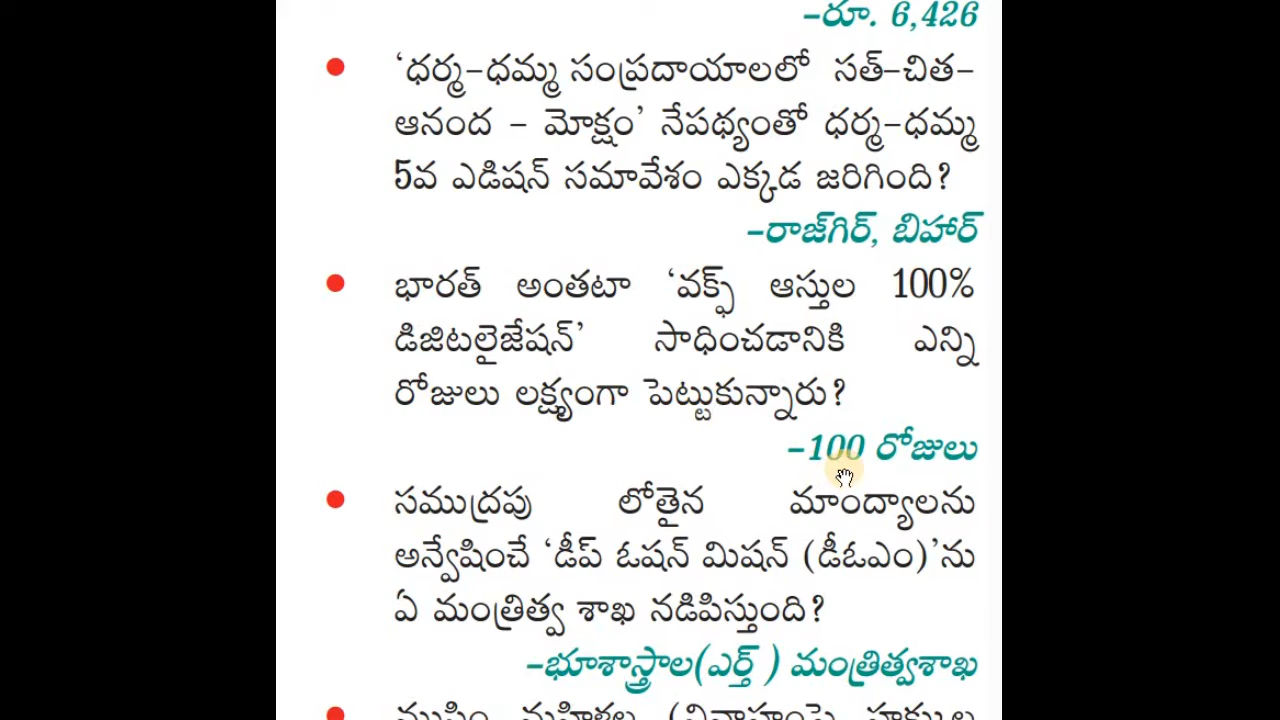 –రూ. 6,426
● 'ధర్మ–ధమ్మ సంప్రదాయాలలో సత్–చిత–
ఆనంద – మోక్షం' నేపథ్యంతో ధర్మ–ధమ్మ
5వ ఎడిషన్ సమావేశం ఎక్కడ జరిగింది?
–రాజ్‌గిర్, బిహార్
● భారత్ అంతటా 'వక్ఫ్ ఆస్తుల 100%
డిజిటలైజేషన్' సాధించడానికి ఎన్ని
రోజులు లక్ష్యంగా పెట్టుకున్నారు?
–100 రోజులు
● సముద్రపు లోతైన మాంద్యాలను
అన్వేషించే 'డీప్ ఓషన్ మిషన్ (డీఓఎం)'ను
ఏ మంత్రిత్వ శాఖ నడిపిస్తుంది?
–భూశాస్త్రాల(ఎర్త్ ) మంత్రిత్వశాఖ